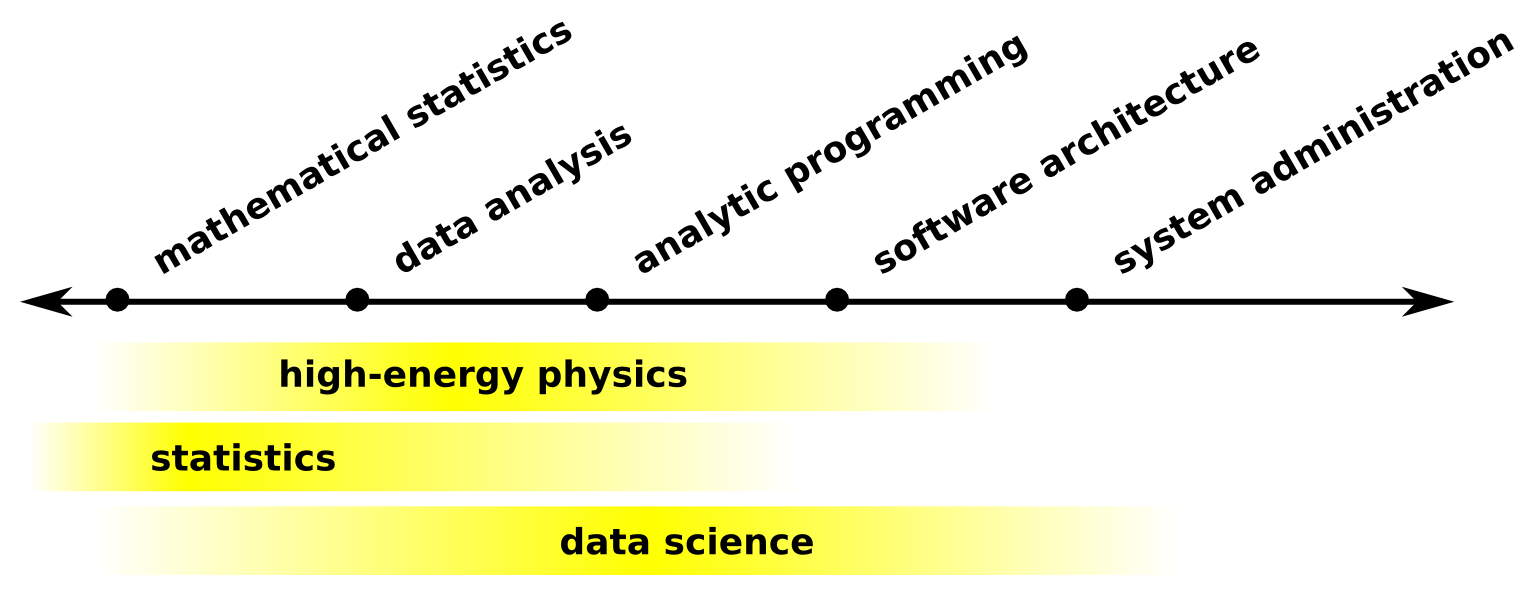 mathematical statistics
data analysis
analytic programming
software architecture
system administration
high-energy physics
statistics
data science